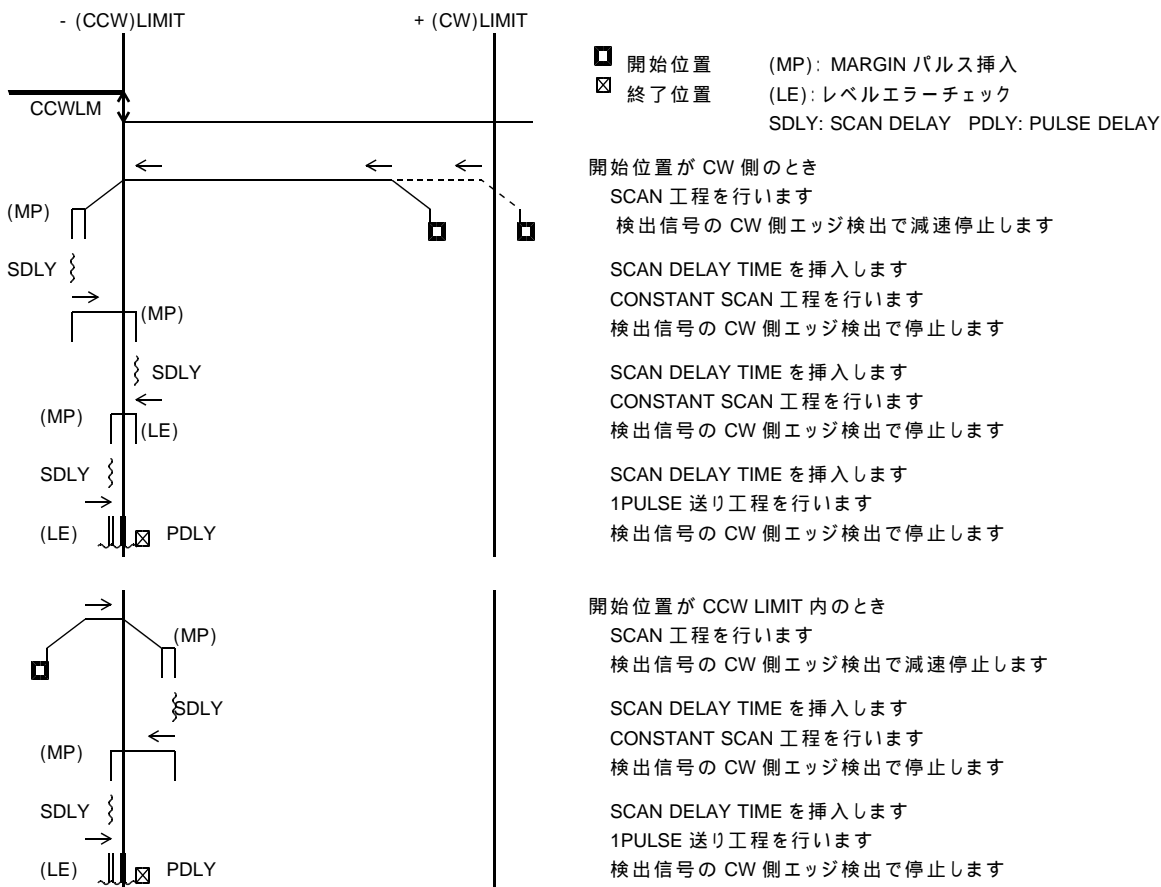 - (CCW)LIMIT
+ (CW)LIMIT
開始位置 (MP): MARGIN パルス挿入
終了位置 (LE):レベルエラーチェック
SDLY: SCAN DELAY PDLY: PULSE DELAY
CCWLM
開始位置が CW 側のとき
SCAN 工程を行います
検出信号の CW 側エッジ検出で減速停止します
(MP)
SDLY
SCAN DELAY TIME を挿入します
CONSTANT SCAN 工程を行います
検出信号の CW 側エッジ検出で停止します
(MP)
SDLY
SCAN DELAY TIME を挿入します
CONSTANT SCAN 工程を行います
検出信号の CW 側エッジ検出で停止します
(MP)
(LE)
SDLY
SCAN DELAY TIME を挿入します
1PULSE 送り工程を行います
検出信号の CW 側エッジ検出で停止します
(LE)
PDLY
開始位置が CCW LIMIT 内のとき
SCAN 工程を行います
検出信号の CW 側エッジ検出で減速停止します
(MP)
SDLY
SCAN DELAY TIME を挿入します
CONSTANT SCAN 工程を行います
検出信号の CW 側エッジ検出で停止します
(MP)
SDLY
SCAN DELAY TIME を挿入します
1PULSE 送り工程を行います
検出信号の CW 側エッジ検出で停止します
(LE)
PDLY